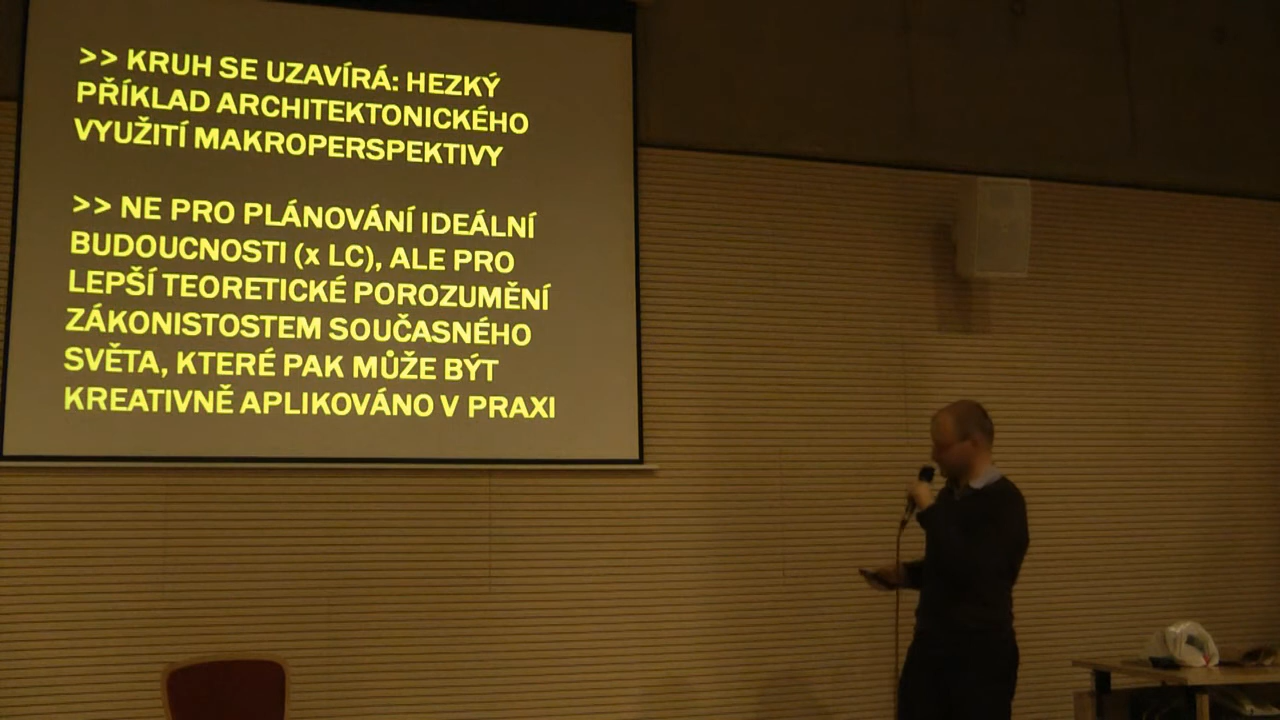 >> KRUH SE UZAVÍRÁ: HEZKÝ
PŘÍKLAD ARCHITEKTONICKÉHO
VYUŽITÍ MAKROPERSPEKTIVY
>> NE PRO PLÁNOVÁNÍ IDEÁLNÍ
BUDOUCNOSTI (x LC), ALE PRO
LEPŠÍ TEORETICKÉ POROZUMĚNÍ
ZÁKONISTOSTEM SOUČASNÉHO
SVĚTA, KTERÉ PAK MŮŽE BÝT
KREATIVNĚ APLIKOVÁNO V PRAXI